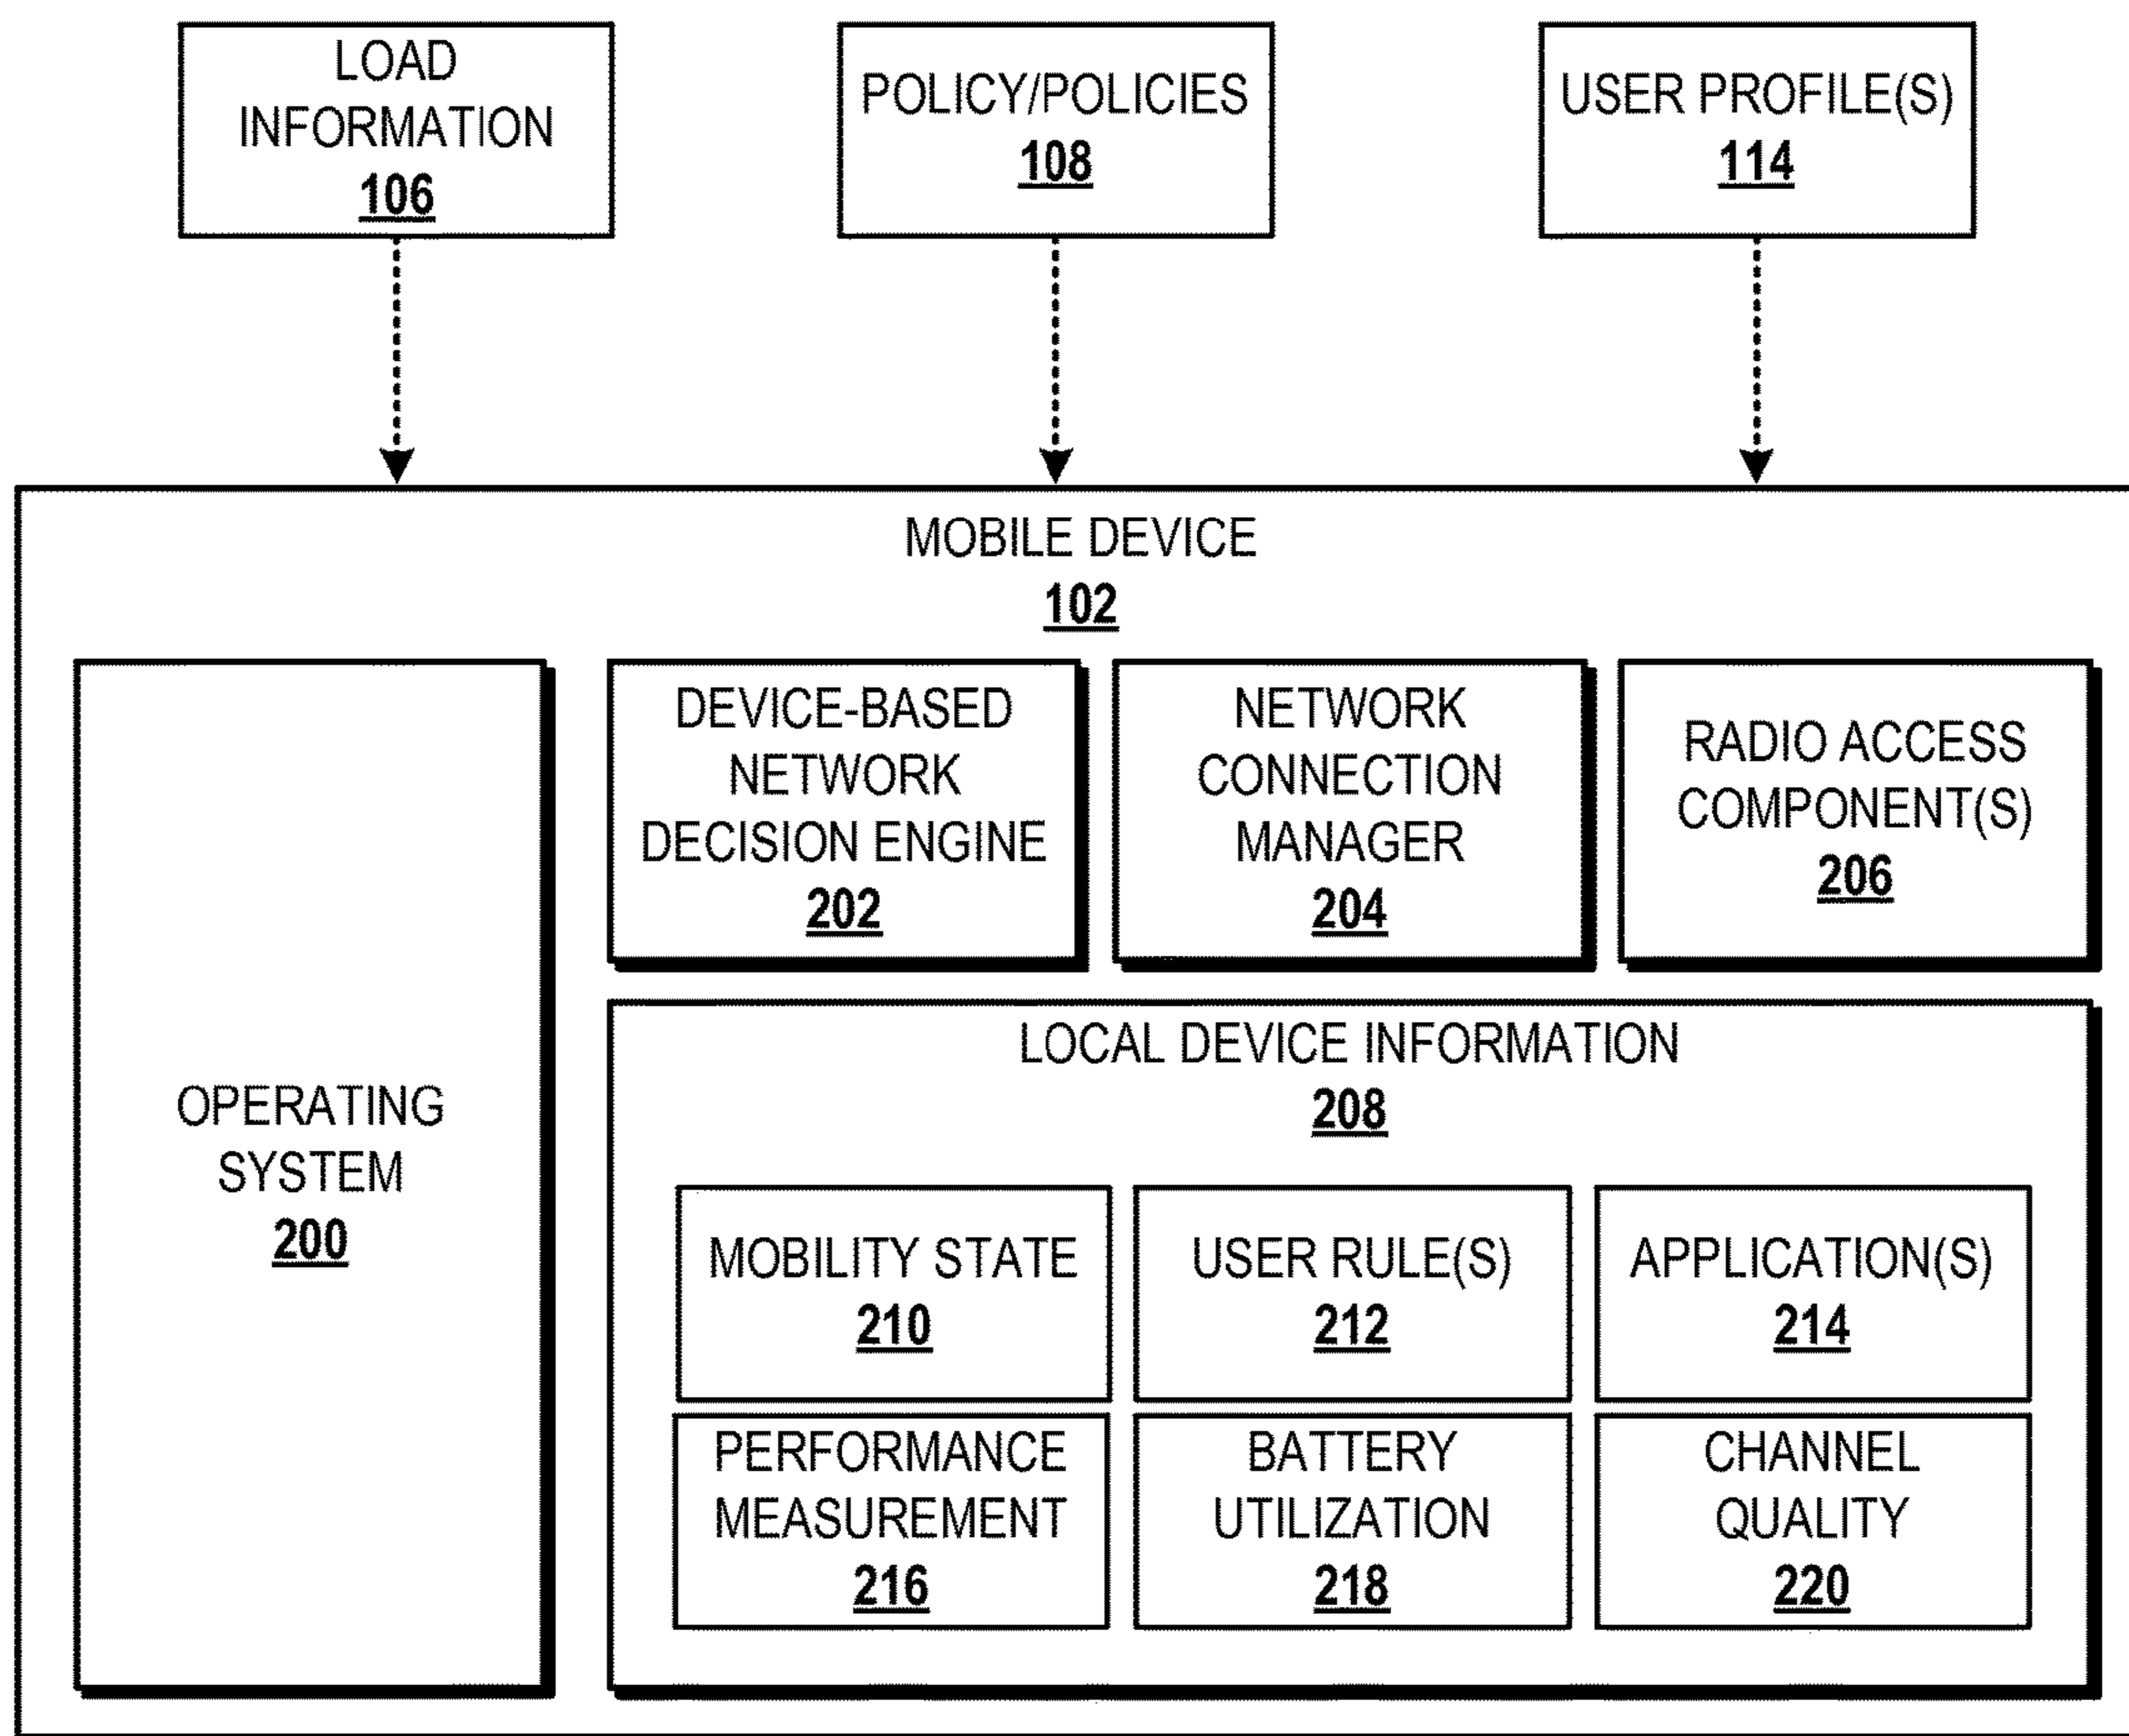 LOAD
INFORMATION
106
POLICY/POLICIES
108
USER PROFILE(S)
114
MOBILE DEVICE
102
OPERATING
SYSTEM
200
DEVICE-BASED
NETWORK
DECISION ENGINE
202
NETWORK
CONNECTION
MANAGER
204
RADIO ACCESS
COMPONENT(S)
206
LOCAL DEVICE INFORMATION
208
MOBILITY STATE
210
USER RULE(S)
212
APPLICATION(S)
214
PERFORMANCE
MEASUREMENT
216
BATTERY
UTILIZATION
218
CHANNEL
QUALITY
220